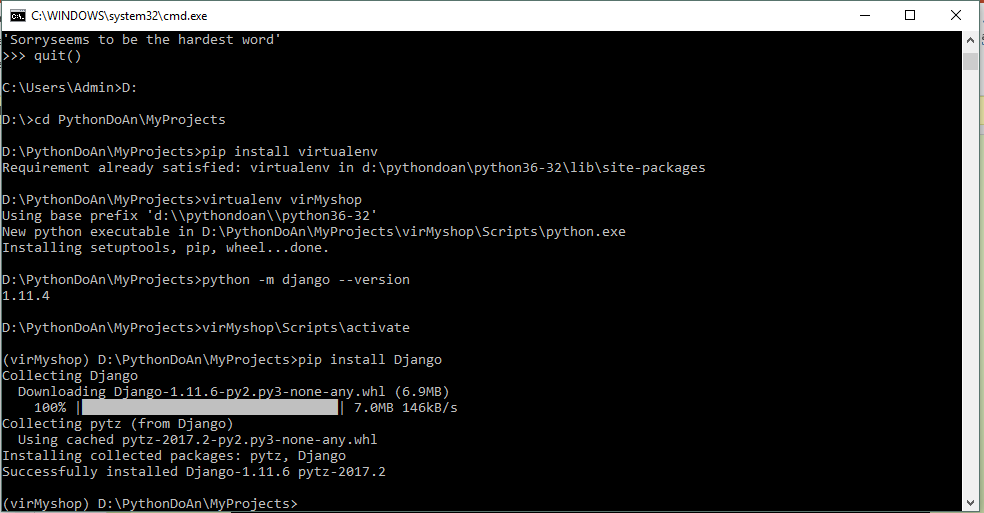 C:\WINDOWS\system32\cmd.exe
'Sorryseems to be the hardest word'
>>> quit()
C:\Users\Admin>D:
D:\>cd PythonDoAn\MyProjects
D:\PythonDoAn\MyProjects>pip install virtualenv
Requirement already satisfied: virtualenv in d:\pythondoan\python36-32\lib\site-packages
D:\PythonDoAn\MyProjects>virtualenv virMyshop
Using base prefix 'd:\\pythondoan\\python36-32'
New python executable in D:\PythonDoAn\MyProjects\virMyshop\Scripts\python.exe
Installing setuptools, pip, wheel...done.
D:\PythonDoAn\MyProjects>python -m django --version
1.11.4
D:\PythonDoAn\MyProjects>virMyshop\Scripts\activate
(virMyshop) D:\PythonDoAn\MyProjects>pip install Django
Collecting Django
  Downloading Django-1.11.6-py2.py3-none-any.whl (6.9MB)
    100% |████████████████████████████████| 7.0MB 146kB/s
Collecting pytz (from Django)
  Using cached pytz-2017.2-py2.py3-none-any.whl
Installing collected packages: pytz, Django
Successfully installed Django-1.11.6 pytz-2017.2
(virMyshop) D:\PythonDoAn\MyProjects>